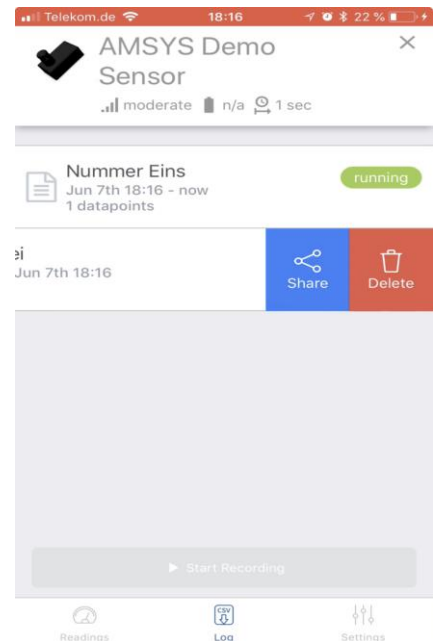 Telekom.de 18:16 22 %
AMSYS Demo
Sensor
moderate n/a 1 sec
Nummer Eins
Jun 7th 18:16 - now
1 datapoints
running
ei
Jun 7th 18:16
Share
Delete
Start Recording
CSV
Readings Log Settings